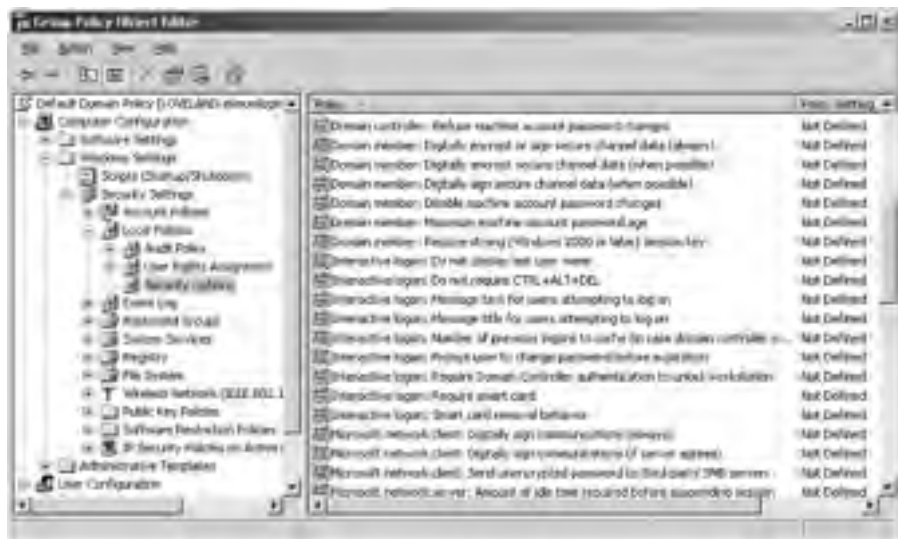 Group Policy Object Editor
File Action View Help
Default Domain Policy
Computer Configuration
Software Settings
Windows Settings
Scripts (Startup/Shutdown)
Security Settings
Account Policies
Local Policies
Audit Policy
User Rights Assignment
Security Options
Event Log
Restricted Groups
System Services
Registry
File System
Wireless Network (IEEE 802.1
Public Key Policies
Software Restriction Policies
IP Security Policies on Active
Administrative Templates
User Configuration
Policy Policy Setting
Domain controller: Refuse machine account password changes Not Defined
Domain member: Digitally encrypt or sign secure channel data (always) Not Defined
Domain member: Digitally encrypt secure channel data (when possible) Not Defined
Domain member: Digitally sign secure channel data (when possible) Not Defined
Domain member: Disable machine account password changes Not Defined
Domain member: Maximum machine account password age Not Defined
Domain member: Require strong (Windows 2000 or later) session key Not Defined
Interactive logon: Do not display last user name Not Defined
Interactive logon: Do not require CTRL+ALT+DEL Not Defined
Interactive logon: Message text for users attempting to log on Not Defined
Interactive logon: Message title for users attempting to log on Not Defined
Interactive logon: Number of previous logons to cache (in case domain controller Not Defined
Interactive logon: Prompt user to change password before expiration Not Defined
Interactive logon: Require Domain Controller authentication to unlock workstation Not Defined
Interactive logon: Require smart card Not Defined
Interactive logon: Smart card removal behavior Not Defined
Microsoft network client: Digitally sign communications (always) Not Defined
Microsoft network client: Digitally sign communications (if server agrees) Not Defined
Microsoft network client: Send unencrypted password to third-party SMB servers Not Defined
Microsoft network server: Amount of idle time required before suspending session Not Defined